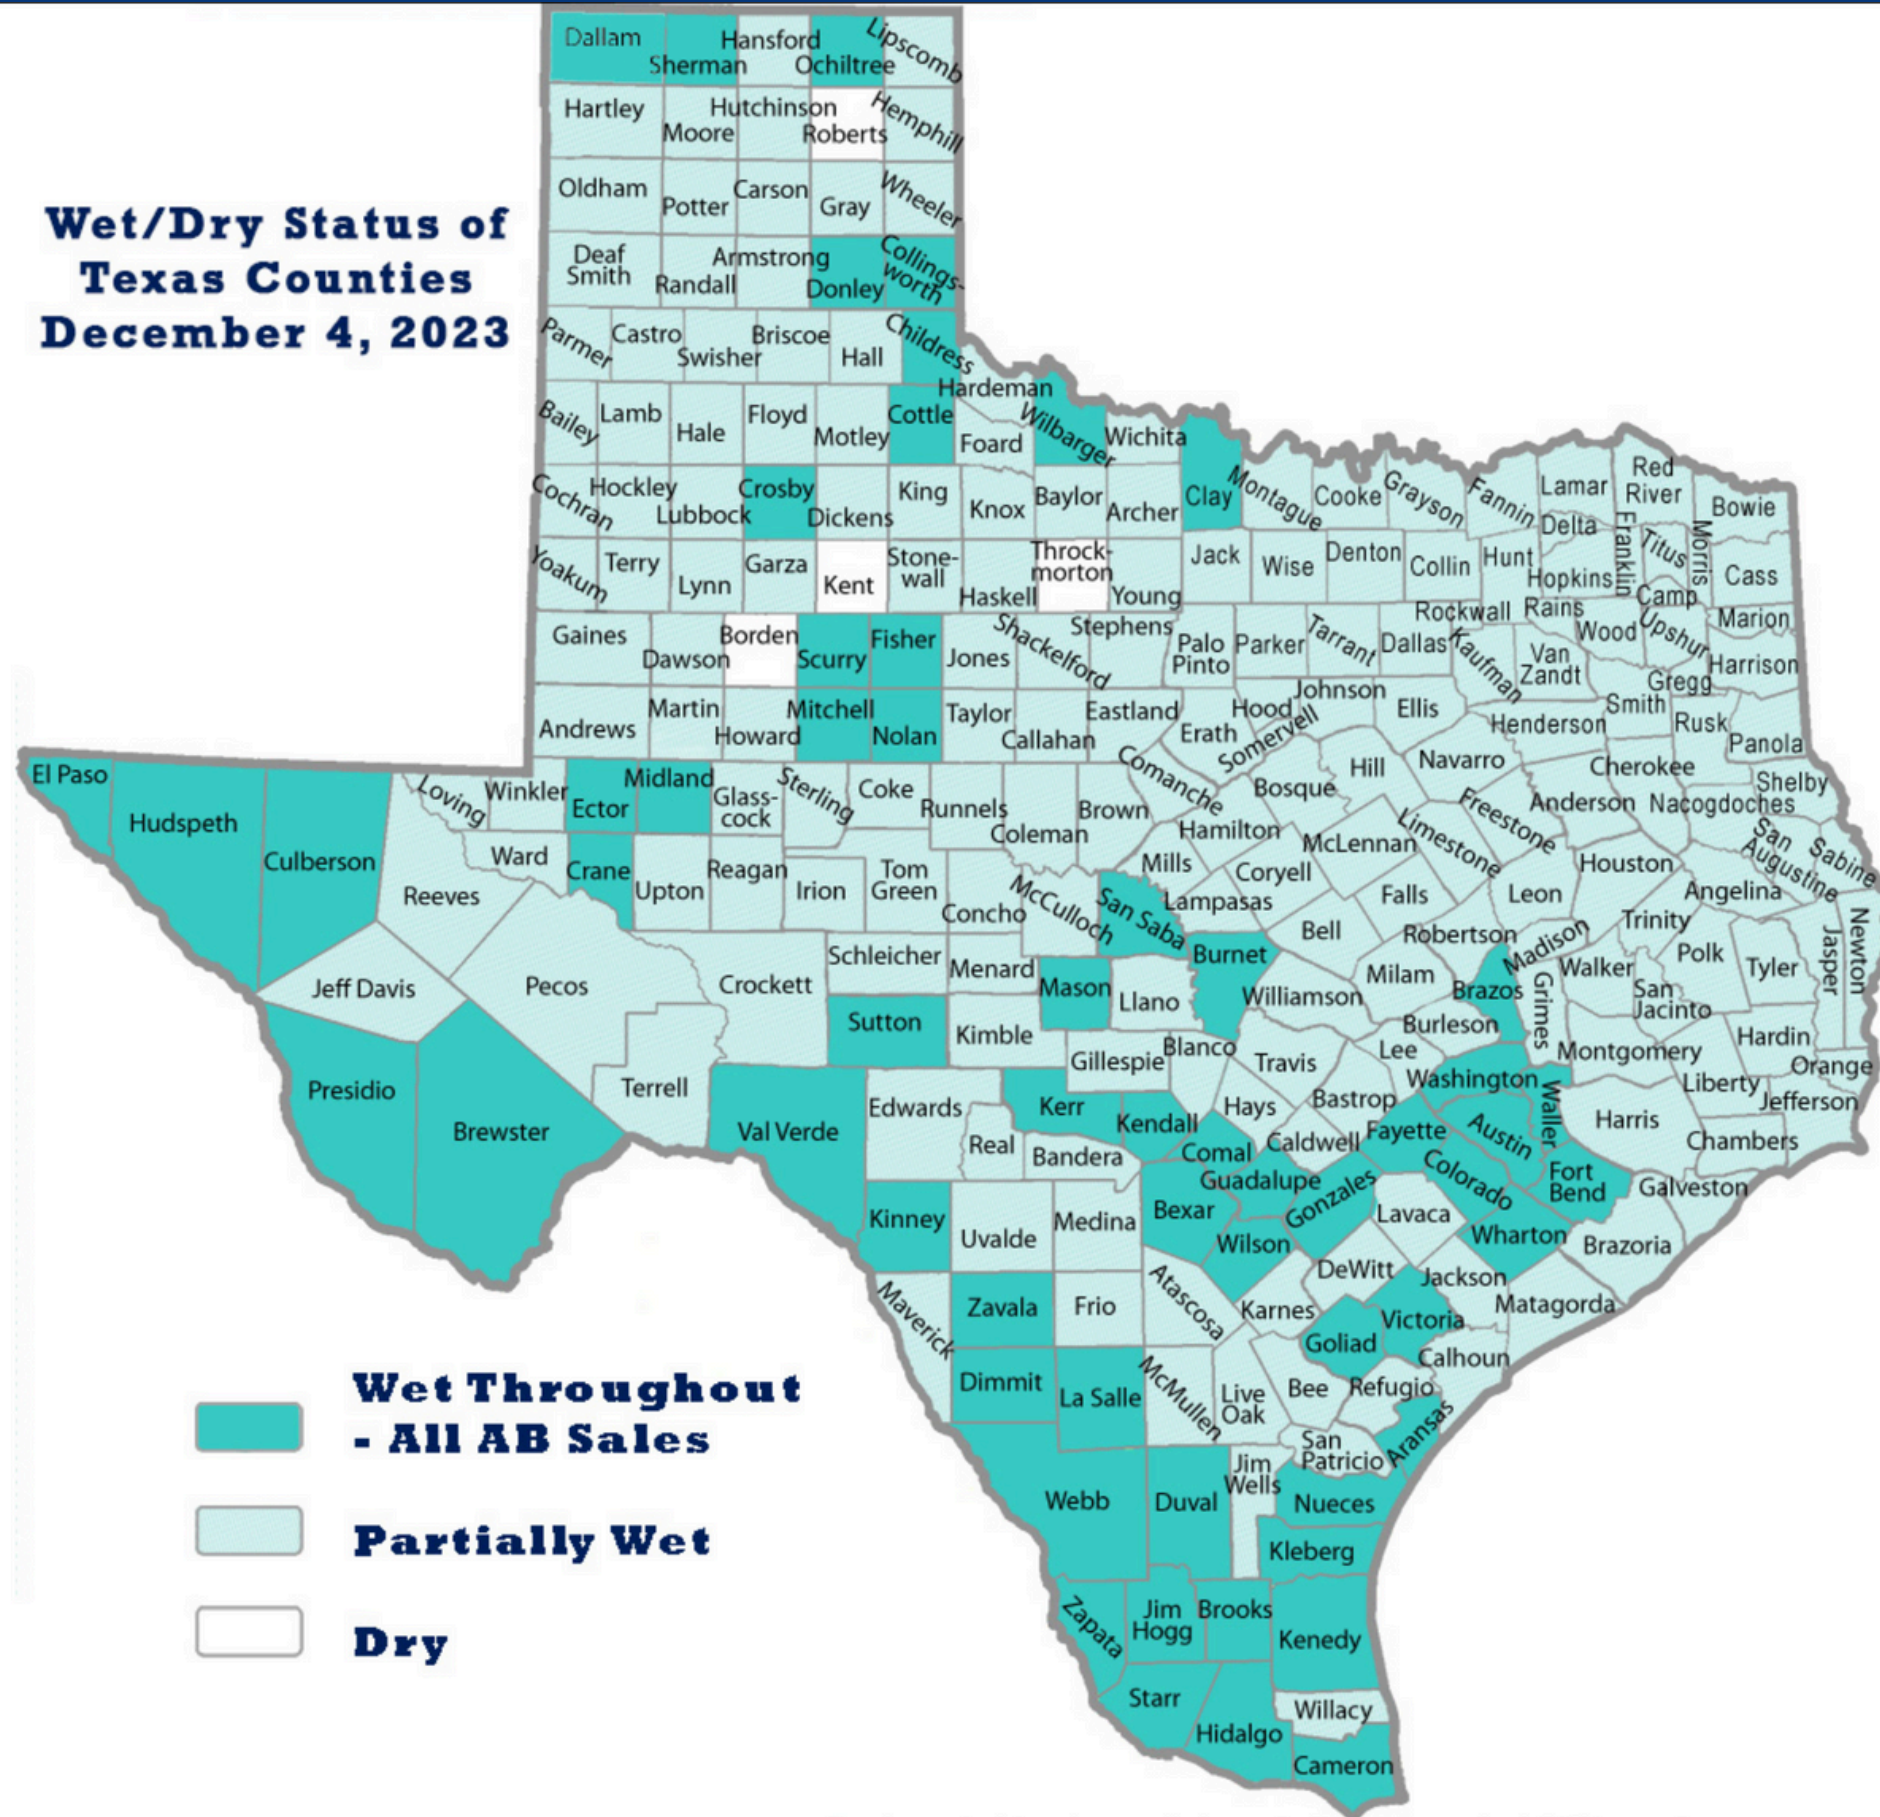 Wet/Dry Status of
Texas Counties
December 4, 2023
Dallam
Sherman
Hansford
Ochiltree
Lipscomb
Hartley
Moore
Hutchinson
Roberts
Hemphill
Oldham
Potter
Carson
Gray
Wheeler
Deaf
Smith
Randall
Armstrong
Donley
Collings-
worth
Parmer
Castro
Swisher
Briscoe
Hall
Childress
Hardeman
Bailey
Lamb
Hale
Floyd
Motley
Cottle
Foard
Wilbarger
Wichita
Clay
Montague
Cooke
Grayson
Fannin
Lamar
Red
River
Bowie
Cochran
Hockley
Lubbock
Crosby
Dickens
King
Knox
Baylor
Archer
Delta
Franklin
Titus
Morris
Cass
Yoakum
Terry
Lynn
Garza
Kent
Stone-
wall
Haskell
Throck-
morton
Young
Jack
Wise
Denton
Collin
Hunt
Hopkins
Camp
Marion
Gaines
Dawson
Borden
Scurry
Fisher
Jones
Shackelford
Stephens
Palo
Pinto
Parker
Tarrant
Dallas
Rockwall
Kaufman
Rains
Van
Zandt
Wood
Upshur
Gregg
Harrison
Andrews
Martin
Howard
Mitchell
Nolan
Taylor
Callahan
Eastland
Erath
Hood
Somervell
Johnson
Ellis
Henderson
Smith
Rusk
Panola
El Paso
Hudspeth
Culberson
Reeves
Loving
Winkler
Ward
Ector
Crane
Midland
Upton
Glass-
cock
Reagan
Sterling
Irion
Coke
Tom
Green
Runnels
Concho
Coleman
McCulloch
Brown
Comanche
Mills
Hamilton
Bosque
Hill
Navarro
Freestone
Limestone
McLennan
Coryell
Lampasas
San Saba
Falls
Anderson
Cherokee
Nacogdoches
Shelby
San
Augustine
Sabine
Houston
Angelina
Leon
Trinity
Polk
Tyler
Jasper
Newton
Jeff Davis
Pecos
Crockett
Schleicher
Menard
Mason
Llano
Burnet
Bell
Williamson
Milam
Robertson
Brazos
Madison
Grimes
Walker
San
Jacinto
Hardin
Orange
Jefferson
Liberty
Chambers
Montgomery
Harris
Galveston
Presidio
Brewster
Terrell
Val Verde
Sutton
Kimble
Edwards
Real
Kerr
Gillespie
Blanco
Kendall
Bandera
Comal
Hays
Travis
Bastrop
Lee
Burleson
Washington
Waller
Austin
Fayette
Caldwell
Guadalupe
Gonzales
Colorado
Fort
Bend
Lavaca
Wharton
Brazoria
Kinney
Uvalde
Medina
Bexar
Wilson
DeWitt
Jackson
Matagorda
Maverick
Zavala
Frio
Atascosa
Karnes
Goliad
Victoria
Calhoun
Dimmit
La Salle
McMullen
Live
Oak
Bee
Refugio
Aransas
San
Patricio
Webb
Duval
Jim
Wells
Nueces
Kleberg
Zapata
Jim
Hogg
Brooks
Kenedy
Starr
Hidalgo
Willacy
Cameron
Wet Throughout
- All AB Sales
Partially Wet
Dry